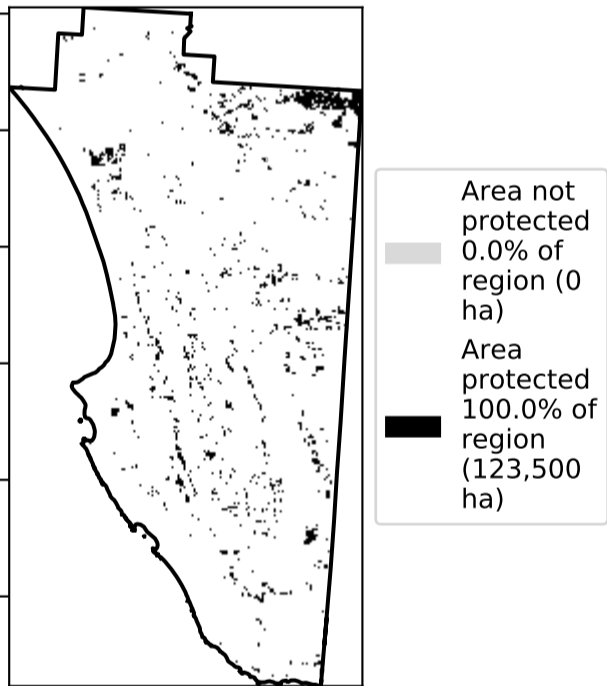 Area not
protected
0.0% of
region (0
ha)
Area
protected
100.0% of
region
(123,500
ha)